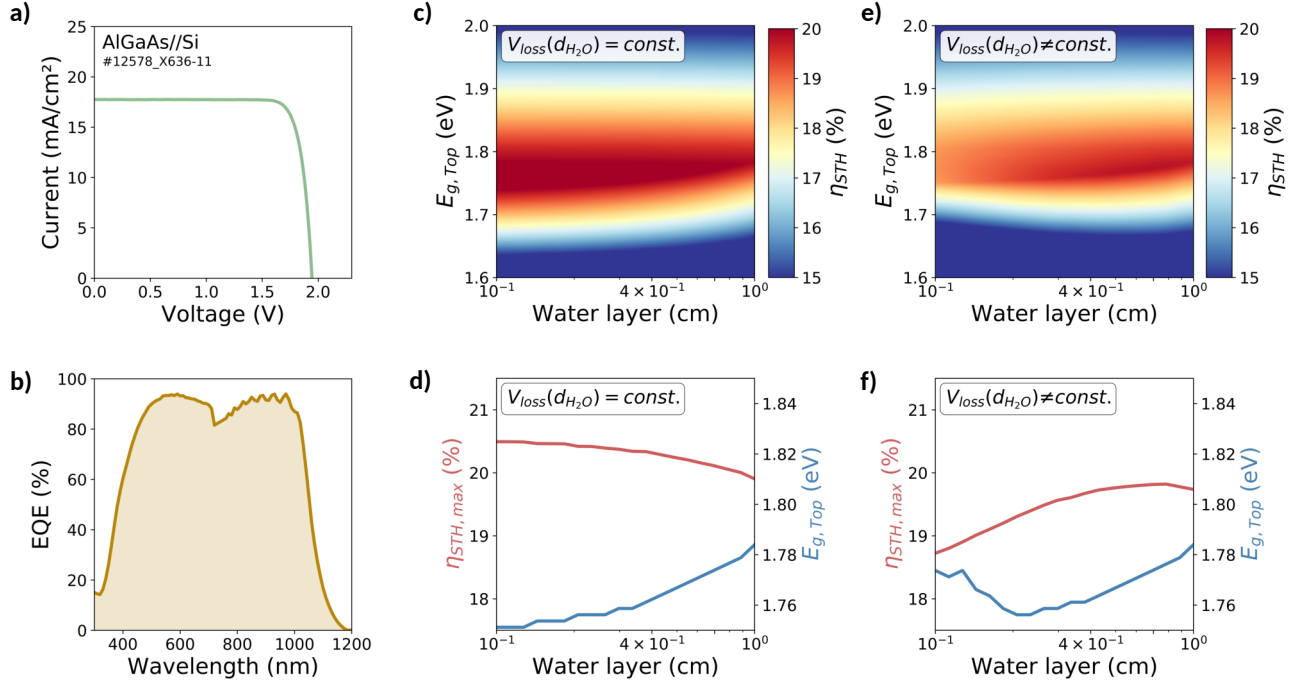 a)
AlGaAs//Si
#12578_X636-11
Current (mA/cm²)
25
20
15
10
5
0
0.0 0.5 1.0 1.5 2.0
Voltage (V)
c)
V_loss(d_H₂O) = const.
E_g,Top (eV)
2.0
1.9
1.8
1.7
1.6
10⁻¹ 4 × 10⁻¹ 10⁰
Water layer (cm)
20
19
18
17
16
15
η_STH (%)
e)
V_loss(d_H₂O) ≠ const.
E_g,Top (eV)
2.0
1.9
1.8
1.7
1.6
10⁻¹ 4 × 10⁻¹ 10⁰
Water layer (cm)
20
19
18
17
16
15
η_STH (%)
b)
EQE (%)
100
80
60
40
20
0
400 600 800 1000 1200
Wavelength (nm)
d)
V_loss(d_H₂O) = const.
η_STH,max (%)
21
20
19
18
10⁻¹ 4 × 10⁻¹ 10⁰
Water layer (cm)
1.84
1.82
1.80
1.78
1.76
E_g,Top (eV)
f)
V_loss(d_H₂O) ≠ const.
η_STH,max (%)
21
20
19
18
10⁻¹ 4 × 10⁻¹ 10⁰
Water layer (cm)
1.84
1.82
1.80
1.78
1.76
E_g,Top (eV)